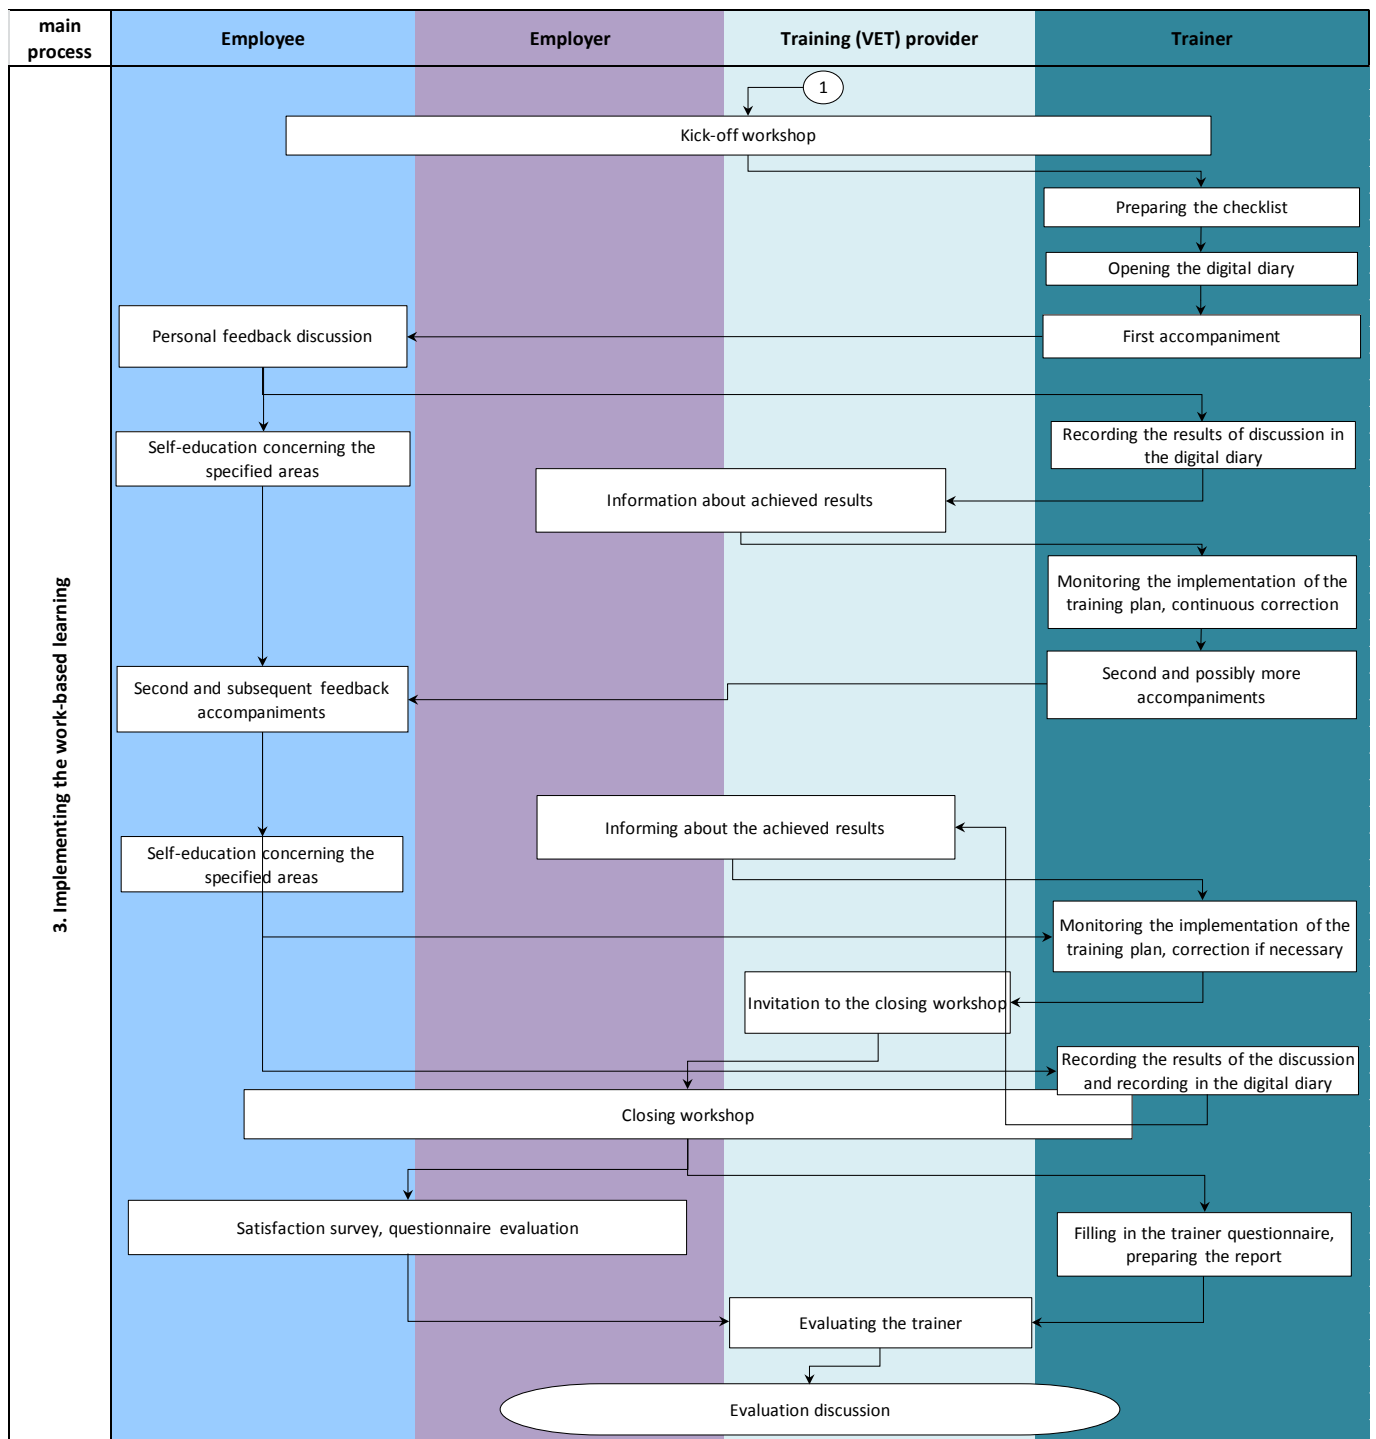 main
process
Employee
Employer
Training (VET) provider
Trainer
1
Kick-off workshop
Preparing the checklist
Opening the digital diary
Personal feedback discussion
First accompaniment
Self-education concerning the
specified areas
Recording the results of discussion in
the digital diary
Information about achieved results
Monitoring the implementation of the
training plan, continuous correction
3. Implementing the work-based learning
Second and subsequent feedback
accompaniments
Second and possibly more
accompaniments
Informing about the achieved results
Self-education concerning the
specified areas
Monitoring the implementation of the
training plan, correction if necessary
Invitation to the closing workshop
Recording the results of the discussion
and recording in the digital diary
Closing workshop
Satisfaction survey, questionnaire evaluation
Filling in the trainer questionnaire,
preparing the report
Evaluating the trainer
Evaluation discussion